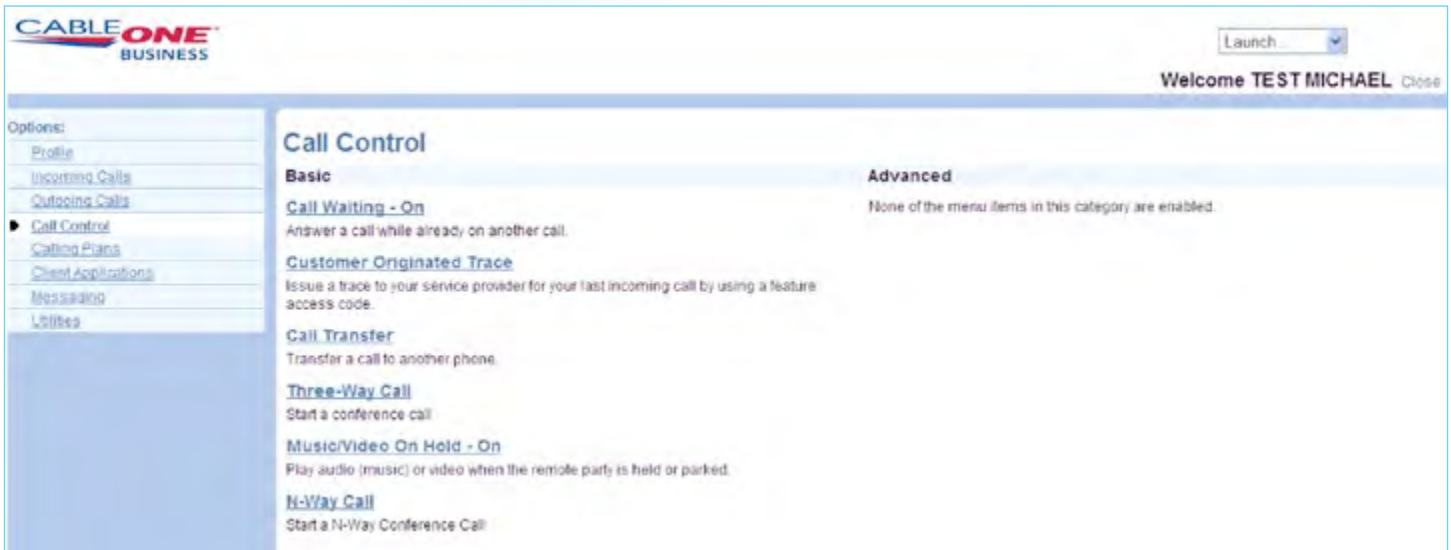 CABLE ONE
BUSINESS
Launch...
Welcome TEST MICHAEL Close
Options:
Profile
Incoming Calls
Outgoing Calls
Call Control
Calling Plans
Client Applications
Messaging
Utilities
Call Control
Basic
Call Waiting - On
Answer a call while already on another call.
Customer Originated Trace
Issue a trace to your service provider for your last incoming call by using a feature
access code.
Call Transfer
Transfer a call to another phone.
Three-Way Call
Start a conference call
Music/Video On Hold - On
Play audio (music) or video when the remote party is held or parked.
N-Way Call
Start a N-Way Conference Call
Advanced
None of the menu items in this category are enabled.